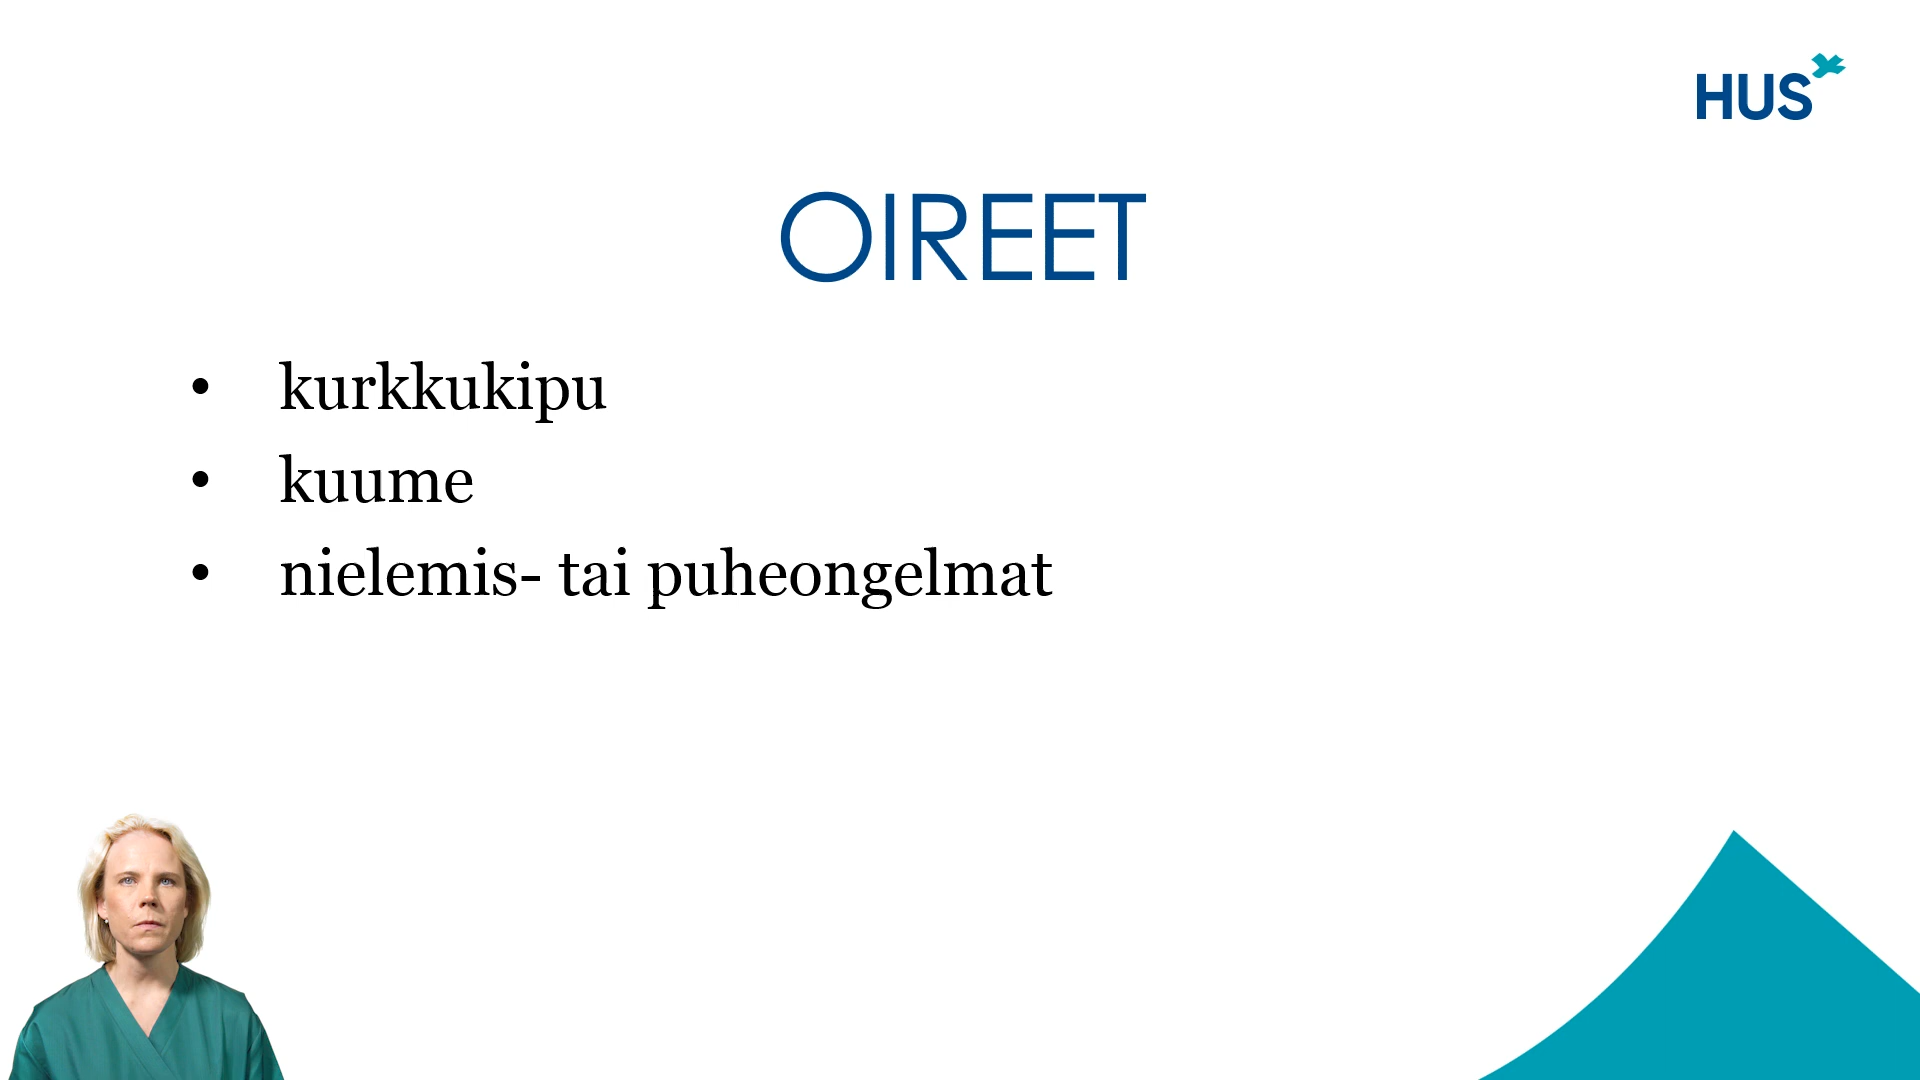 HUS
OIREET
• kurkkukipu
• kuume
• nielemis- tai puheongelmat